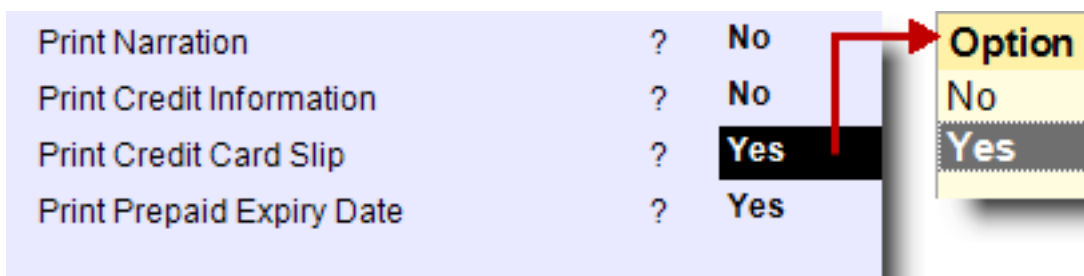 Print Narration ? No
Print Credit Information ? No
Print Credit Card Slip ? Yes
Print Prepaid Expiry Date ? Yes
Option
No
Yes